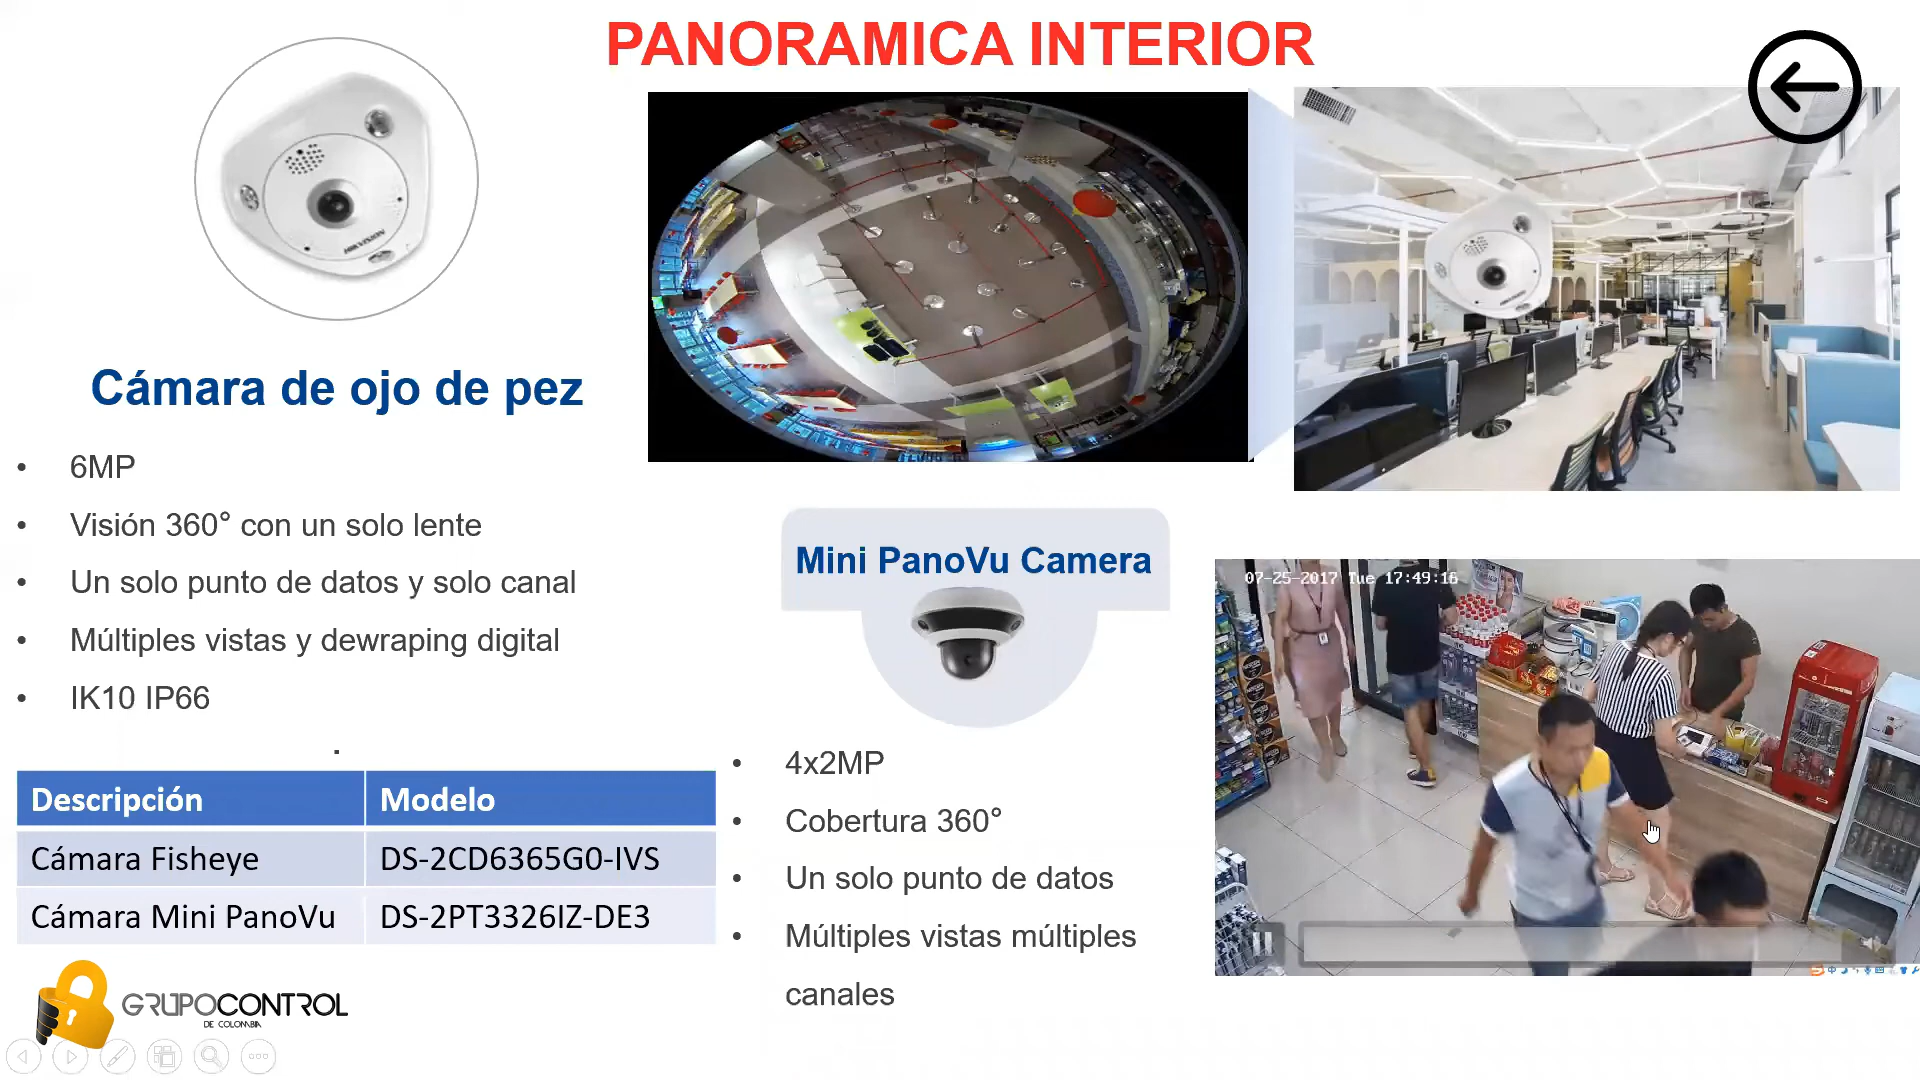 PANORAMICA INTERIOR
HIKVISION
Cámara de ojo de pez
• 6MP
• Visión 360° con un solo lente
• Un solo punto de datos y solo canal
• Múltiples vistas y dewraping digital
• IK10 IP66
.
Descripción Modelo
Cámara Fisheye DS-2CD6365G0-IVS
Cámara Mini PanoVu DS-2PT3326IZ-DE3
GRUPOCONTROL
DE COLOMBIA
Mini PanoVu Camera
• 4x2MP
• Cobertura 360°
• Un solo punto de datos
• Múltiples vistas múltiples
canales
07-25-2017 Tue 17:49:16